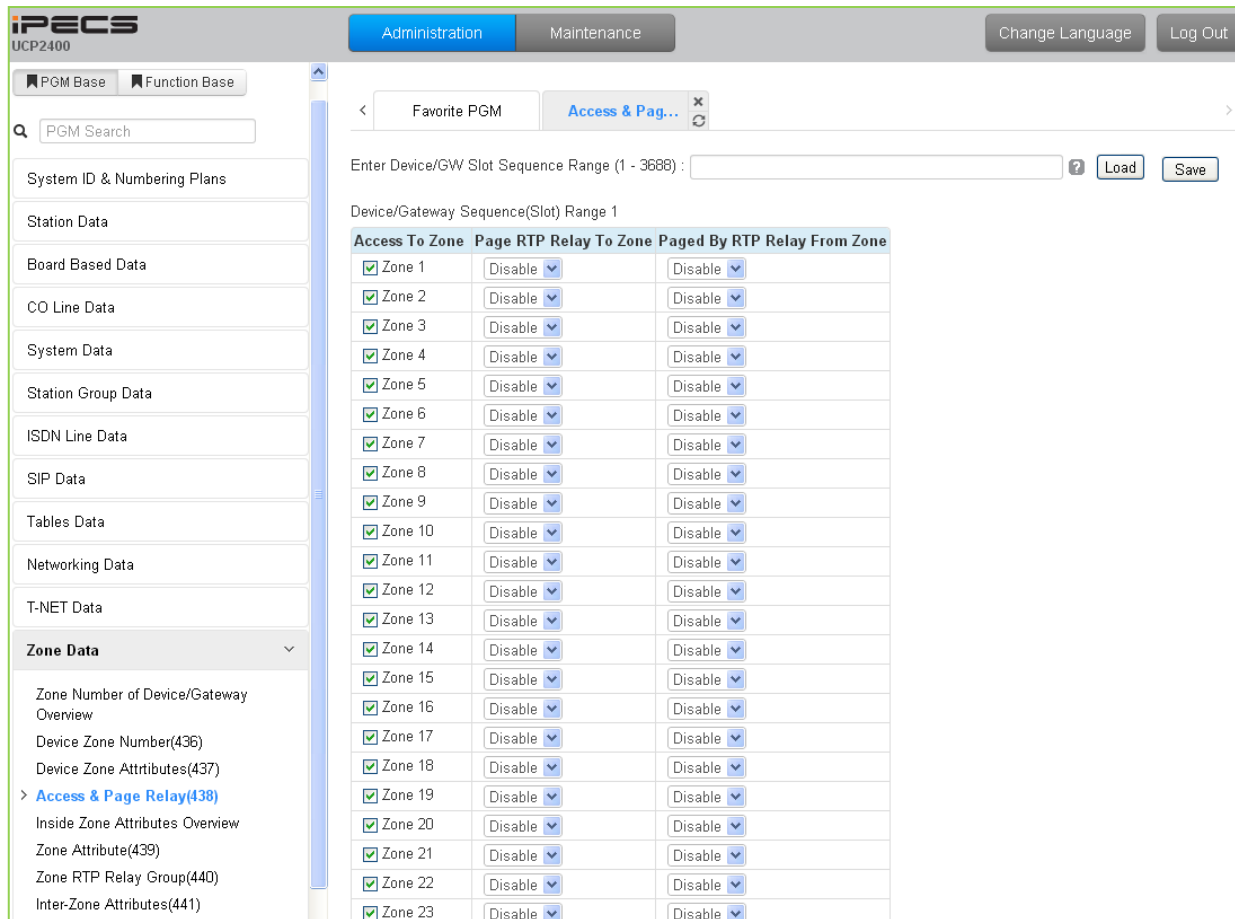 iPECS
UCP2400
Administration Maintenance Change Language Log Out
PGM Base Function Base
PGM Search
System ID & Numbering Plans
Station Data
Board Based Data
CO Line Data
System Data
Station Group Data
ISDN Line Data
SIP Data
Tables Data
Networking Data
T-NET Data
Zone Data
Zone Number of Device/Gateway
Overview
Device Zone Number(436)
Device Zone Attrtibutes(437)
> Access & Page Relay(438)
Inside Zone Attributes Overview
Zone Attribute(439)
Zone RTP Relay Group(440)
Inter-Zone Attributes(441)
< Favorite PGM Access & Pag... >
Enter Device/GW Slot Sequence Range (1 - 3688) : ? Load Save
Device/Gateway Sequence(Slot) Range 1
Access To Zone Page RTP Relay To Zone Paged By RTP Relay From Zone
Zone 1 Disable Disable
Zone 2 Disable Disable
Zone 3 Disable Disable
Zone 4 Disable Disable
Zone 5 Disable Disable
Zone 6 Disable Disable
Zone 7 Disable Disable
Zone 8 Disable Disable
Zone 9 Disable Disable
Zone 10 Disable Disable
Zone 11 Disable Disable
Zone 12 Disable Disable
Zone 13 Disable Disable
Zone 14 Disable Disable
Zone 15 Disable Disable
Zone 16 Disable Disable
Zone 17 Disable Disable
Zone 18 Disable Disable
Zone 19 Disable Disable
Zone 20 Disable Disable
Zone 21 Disable Disable
Zone 22 Disable Disable
Zone 23 Disable Disable